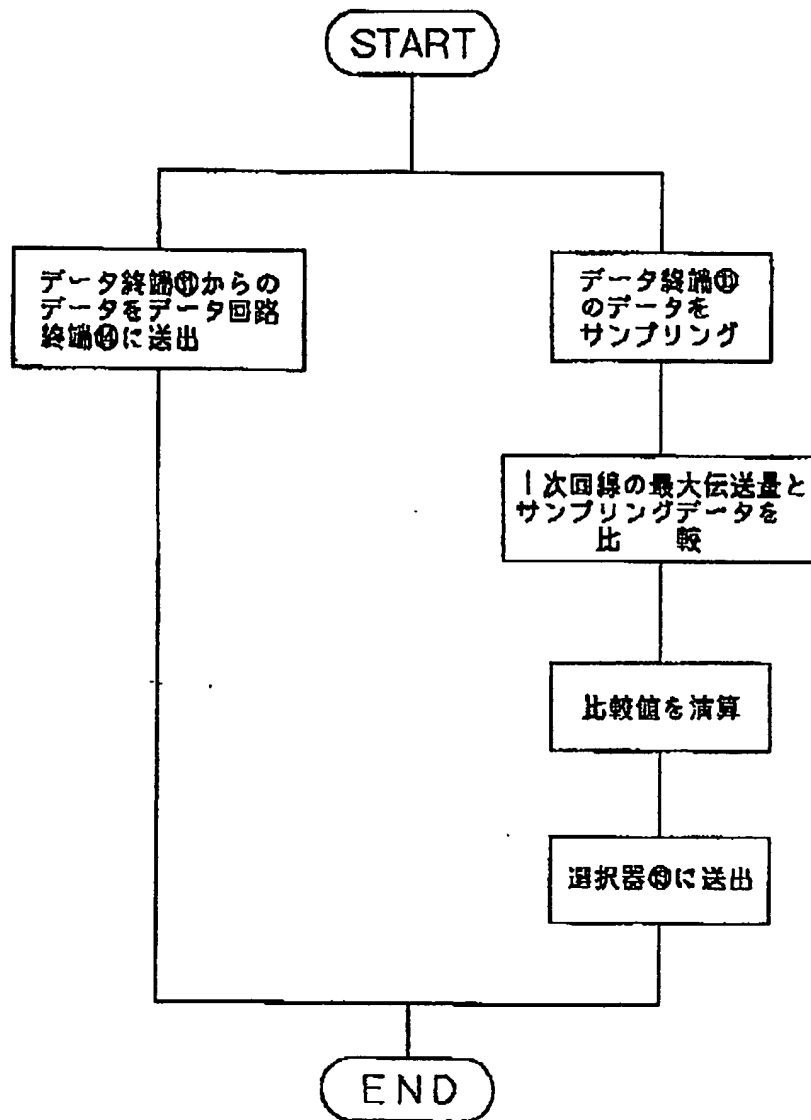 START
データ終端⑪からの
データをデータ回路
終端⑭に送出
データ終端⑪
のデータを
サンプリング
1次回線の最大伝送量と
サンプリングデータを
比 較
比較値を演算
選択器⑬に送出
END